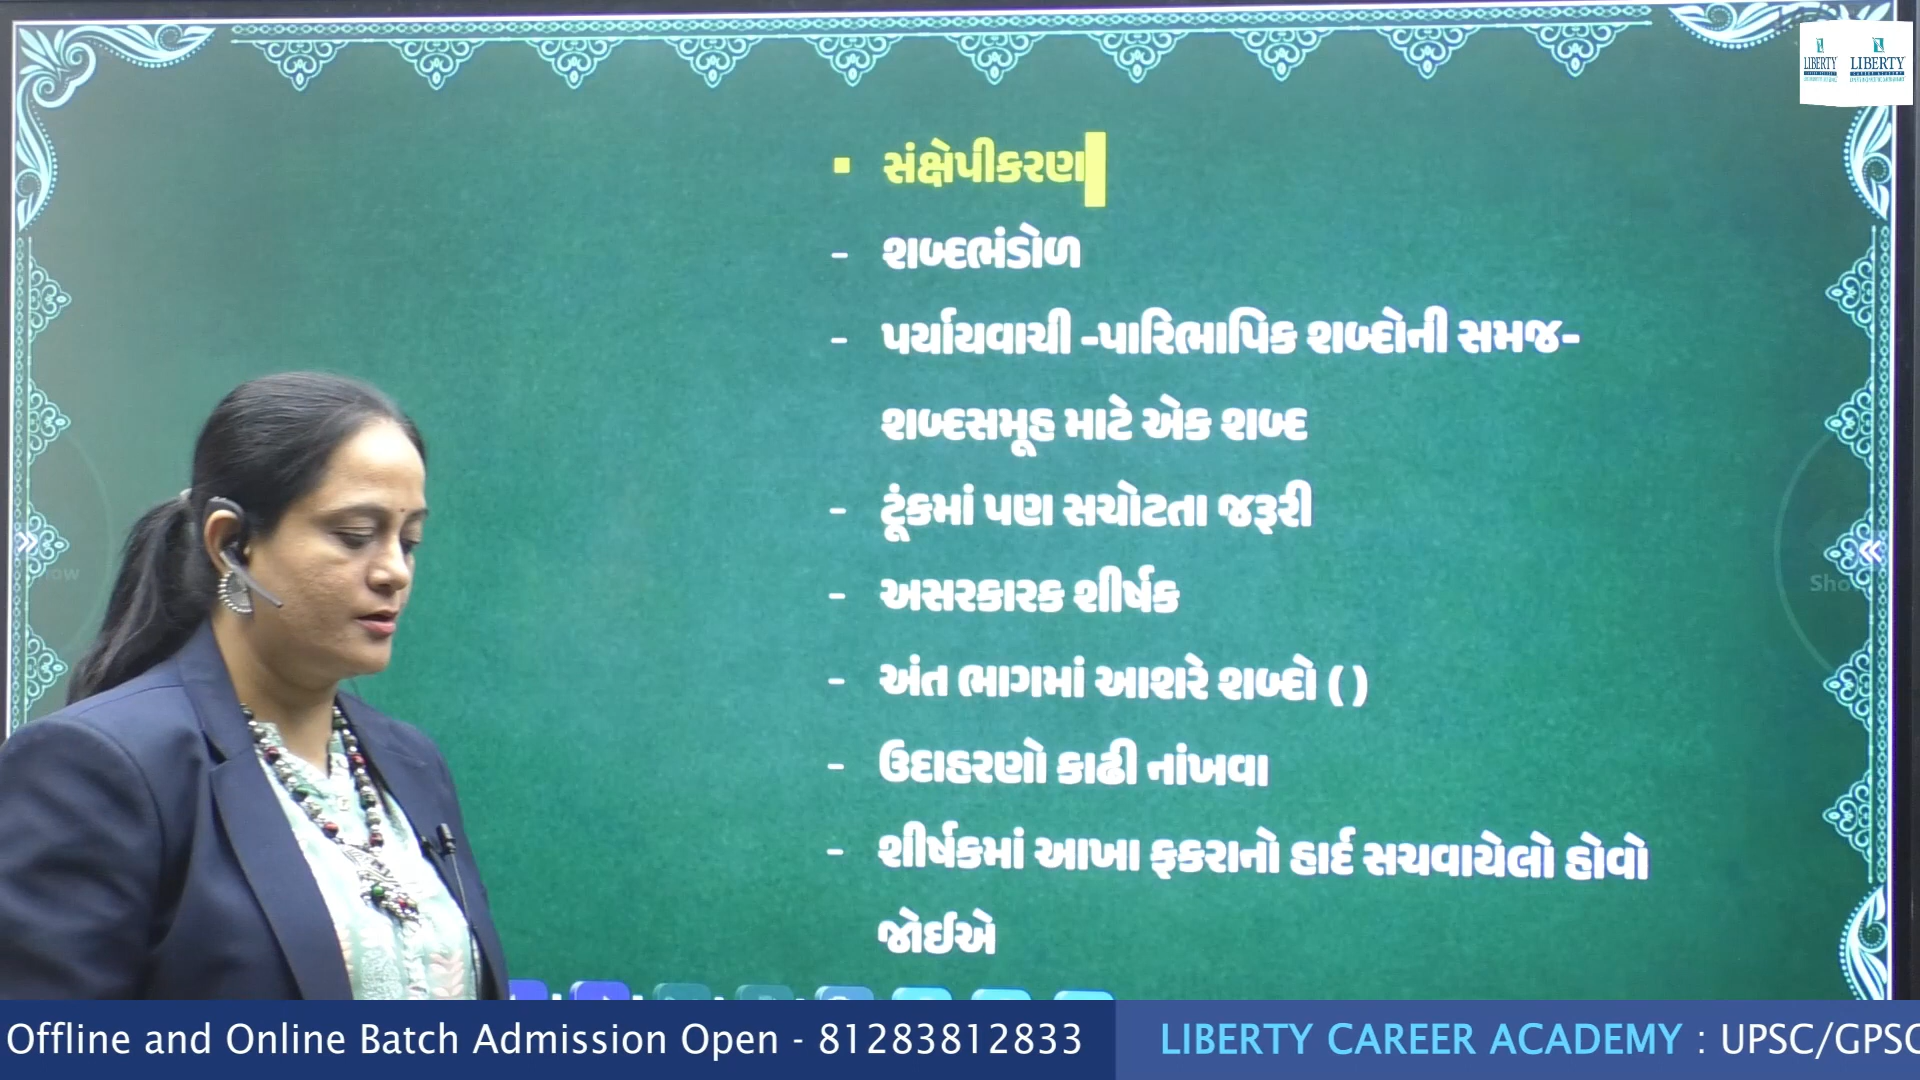 LIBERTY LIBERTY
CAREER ACADEMY
▪ સંક્ષેપીકરણ
- શબ્દભંડોળ
- પર્યાયવાચી -પારિભાષિક શબ્દોની સમજ-
શબ્દસમૂહ માટે એક શબ્દ
- ટૂંકમાં પણ સચોટતા જરૂરી
- અસરકારક શીર્ષક
- અંત ભાગમાં આશરે શબ્દો ( )
- ઉદાહરણો કાઢી નાંખવા
- શીર્ષકમાં આખા ફકરાનો હાર્દ સચવાયેલો હોવો
જોઈએ
Offline and Online Batch Admission Open - 81283812833 LIBERTY CAREER ACADEMY : UPSC/GPSC